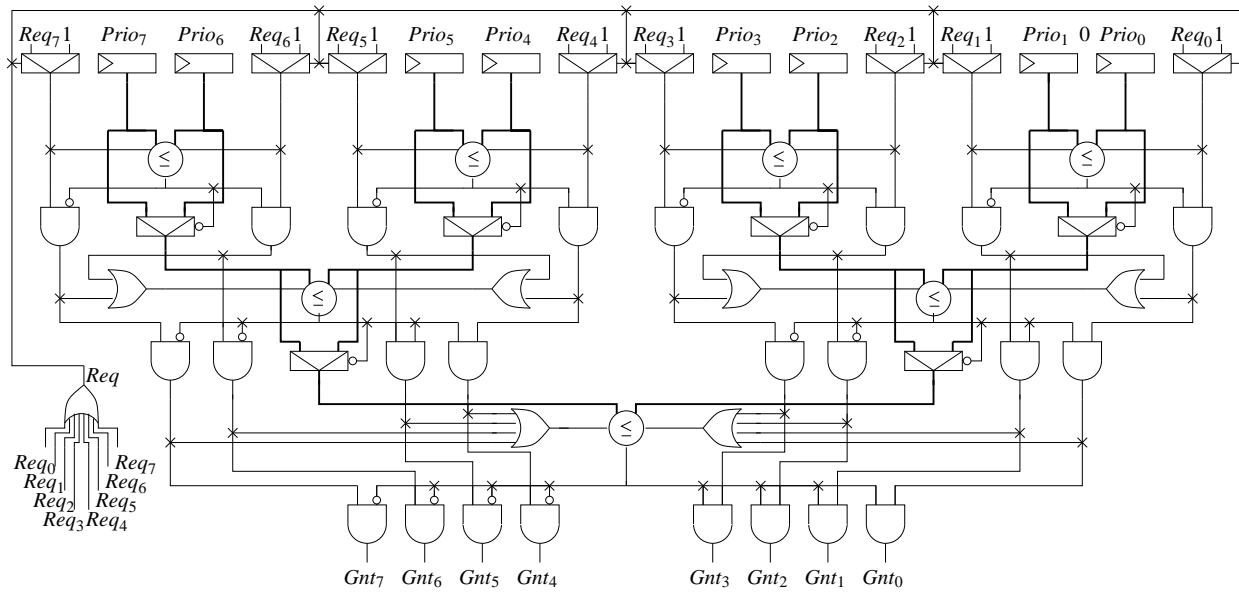 Req7 1 Prio7 Prio6 Req6 1 Req5 1 Prio5 Prio4 Req4 1 Req3 1 Prio3 Prio2 Req2 1 Req1 1 Prio1 0 Prio0 Req0 1
≤ ≤ ≤ ≤
≤ ≤
Req
≤
Req0 Req7
Req1 Req6
Req2 Req5
Req3 Req4
Gnt7 Gnt6 Gnt5 Gnt4 Gnt3 Gnt2 Gnt1 Gnt0